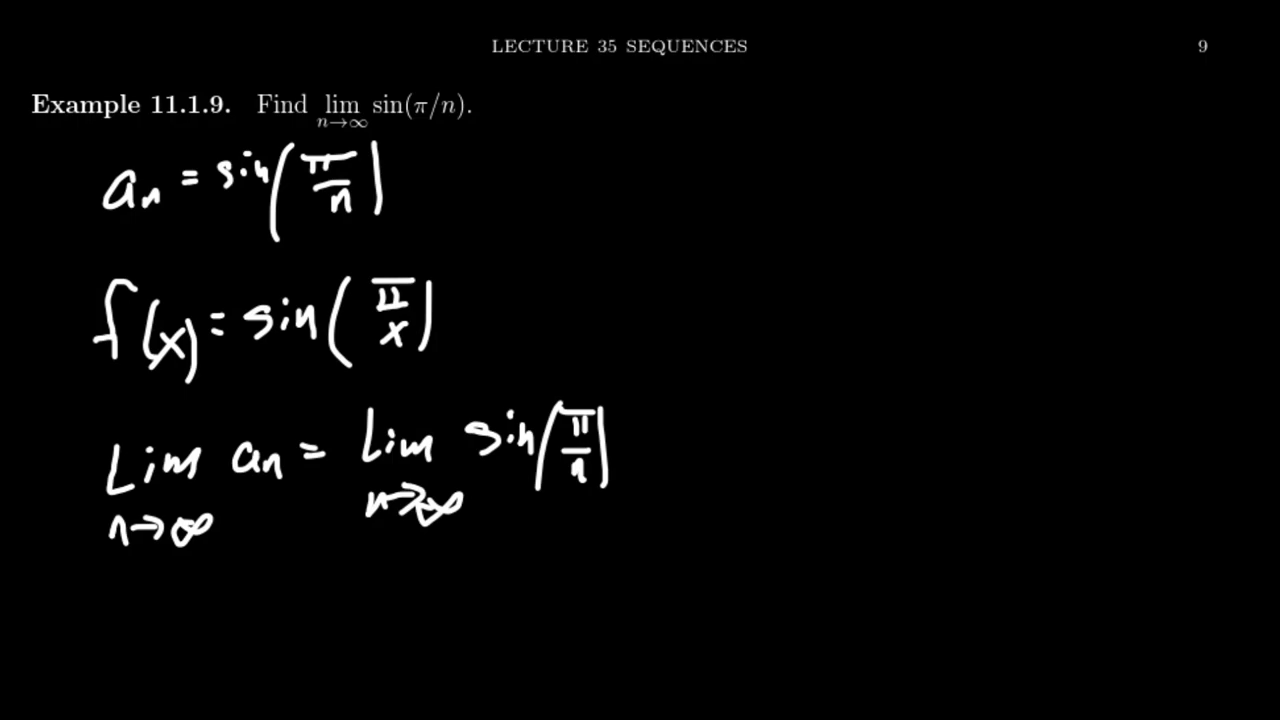 LECTURE 35 SEQUENCES 9
Example 11.1.9. Find lim n→∞ sin(π/n).
an = sin(π/n)
f(x) = sin(π/x)
Lim n→∞ an = Lim n→∞ sin(π/n)